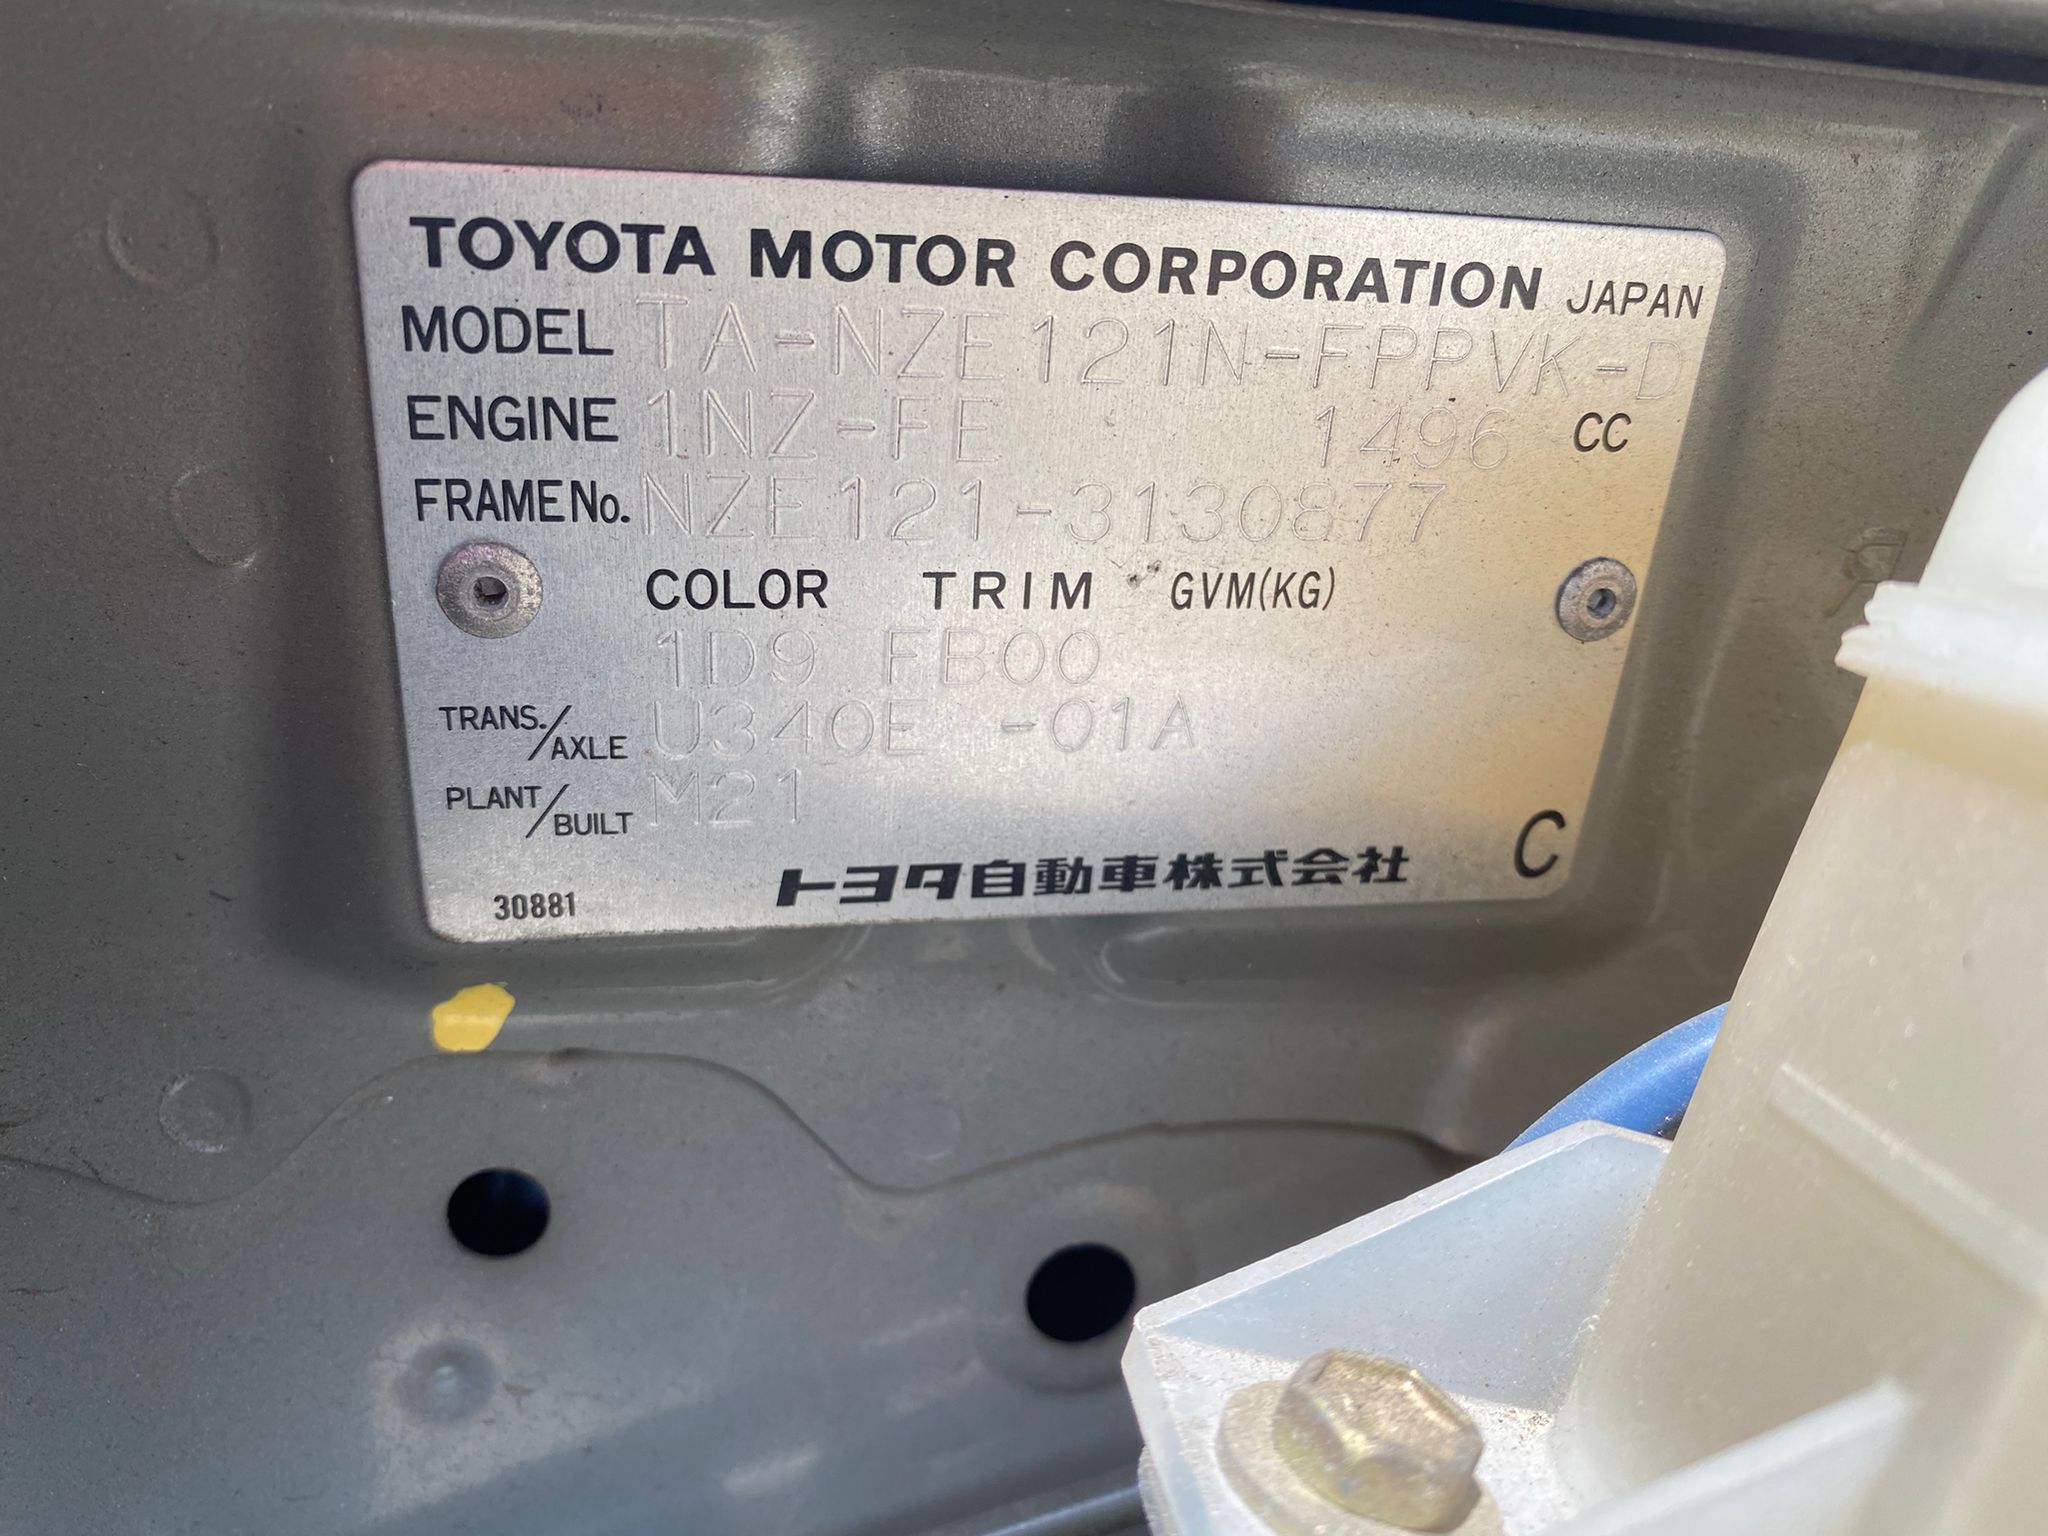 TOYOTA MOTOR CORPORATION JAPAN
MODEL TA-NZE121N-FPPVK-D
ENGINE 1NZ-FE 1496 CC
FRAME No. NZE121-3130877
COLOR TRIM GVM(KG)
1D9 FB00
TRANS./AXLE U340E -01A
PLANT/BUILT M21
トヨタ自動車株式会社 C
30881